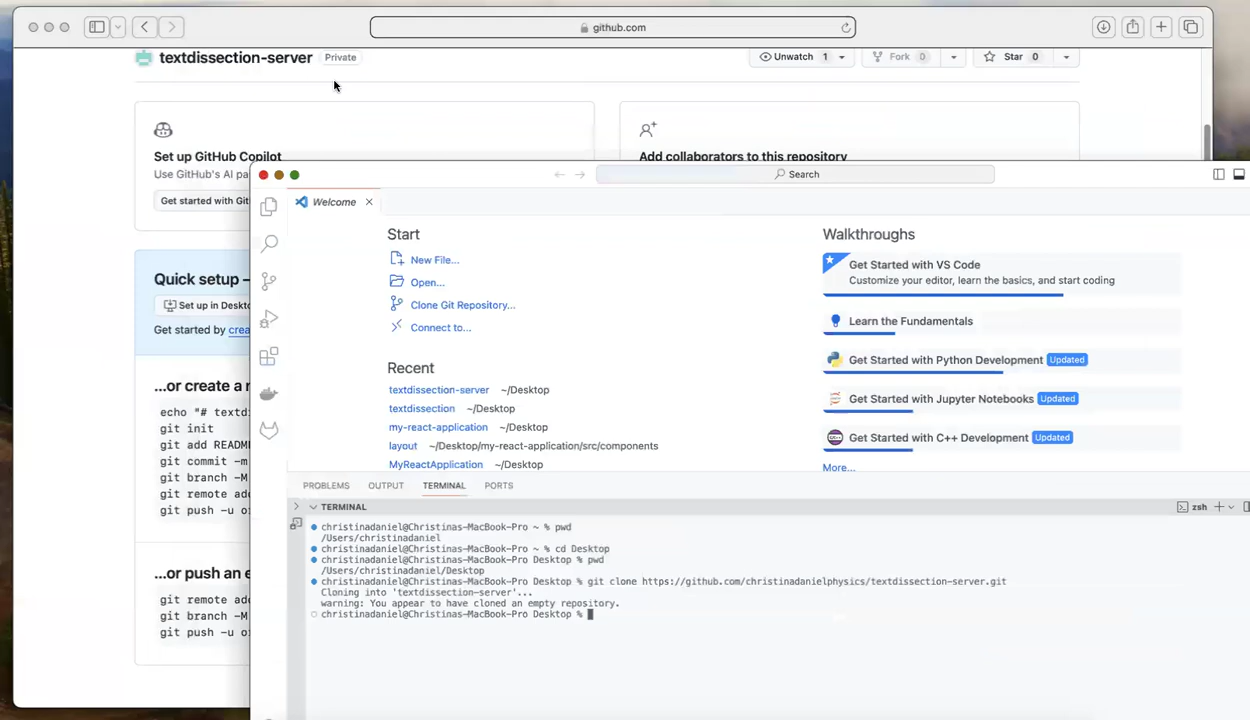 github.com
textdissection-server Private
Unwatch 1
Fork 0
Star 0
Set up GitHub Copilot
Use GitHub's AI pa
Get started with Git
Add collaborators to this repository
Quick setup –
Set up in Deskto
Get started by crea
...or create a n
echo "# textdi
git init
git add READM
git commit -m
git branch -M
git remote add
git push -u or
...or push an e
git remote add
git branch -M
git push -u or
Search
Welcome
Start
New File...
Open...
Clone Git Repository...
Connect to...
Recent
textdissection-server ~/Desktop
textdissection ~/Desktop
my-react-application ~/Desktop
layout ~/Desktop/my-react-application/src/components
MyReactApplication ~/Desktop
Walkthroughs
Get Started with VS Code
Customize your editor, learn the basics, and start coding
Learn the Fundamentals
Get Started with Python Development Updated
Get Started with Jupyter Notebooks Updated
Get Started with C++ Development Updated
More...
PROBLEMS OUTPUT TERMINAL PORTS
TERMINAL
zsh
christinadaniel@Christinas-MacBook-Pro ~ % pwd
/Users/christinadaniel
christinadaniel@Christinas-MacBook-Pro ~ % cd Desktop
christinadaniel@Christinas-MacBook-Pro Desktop % pwd
/Users/christinadaniel/Desktop
christinadaniel@Christinas-MacBook-Pro Desktop % git clone https://github.com/christinadanielphysics/textdissection-server.git
Cloning into 'textdissection-server'...
warning: You appear to have cloned an empty repository.
christinadaniel@Christinas-MacBook-Pro Desktop %